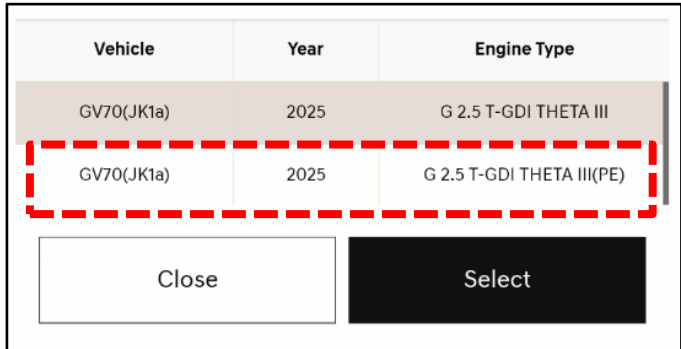 Vehicle Year Engine Type
GV70(JK1a) 2025 G 2.5 T-GDI THETA III
GV70(JK1a) 2025 G 2.5 T-GDI THETA III(PE)
Close Select